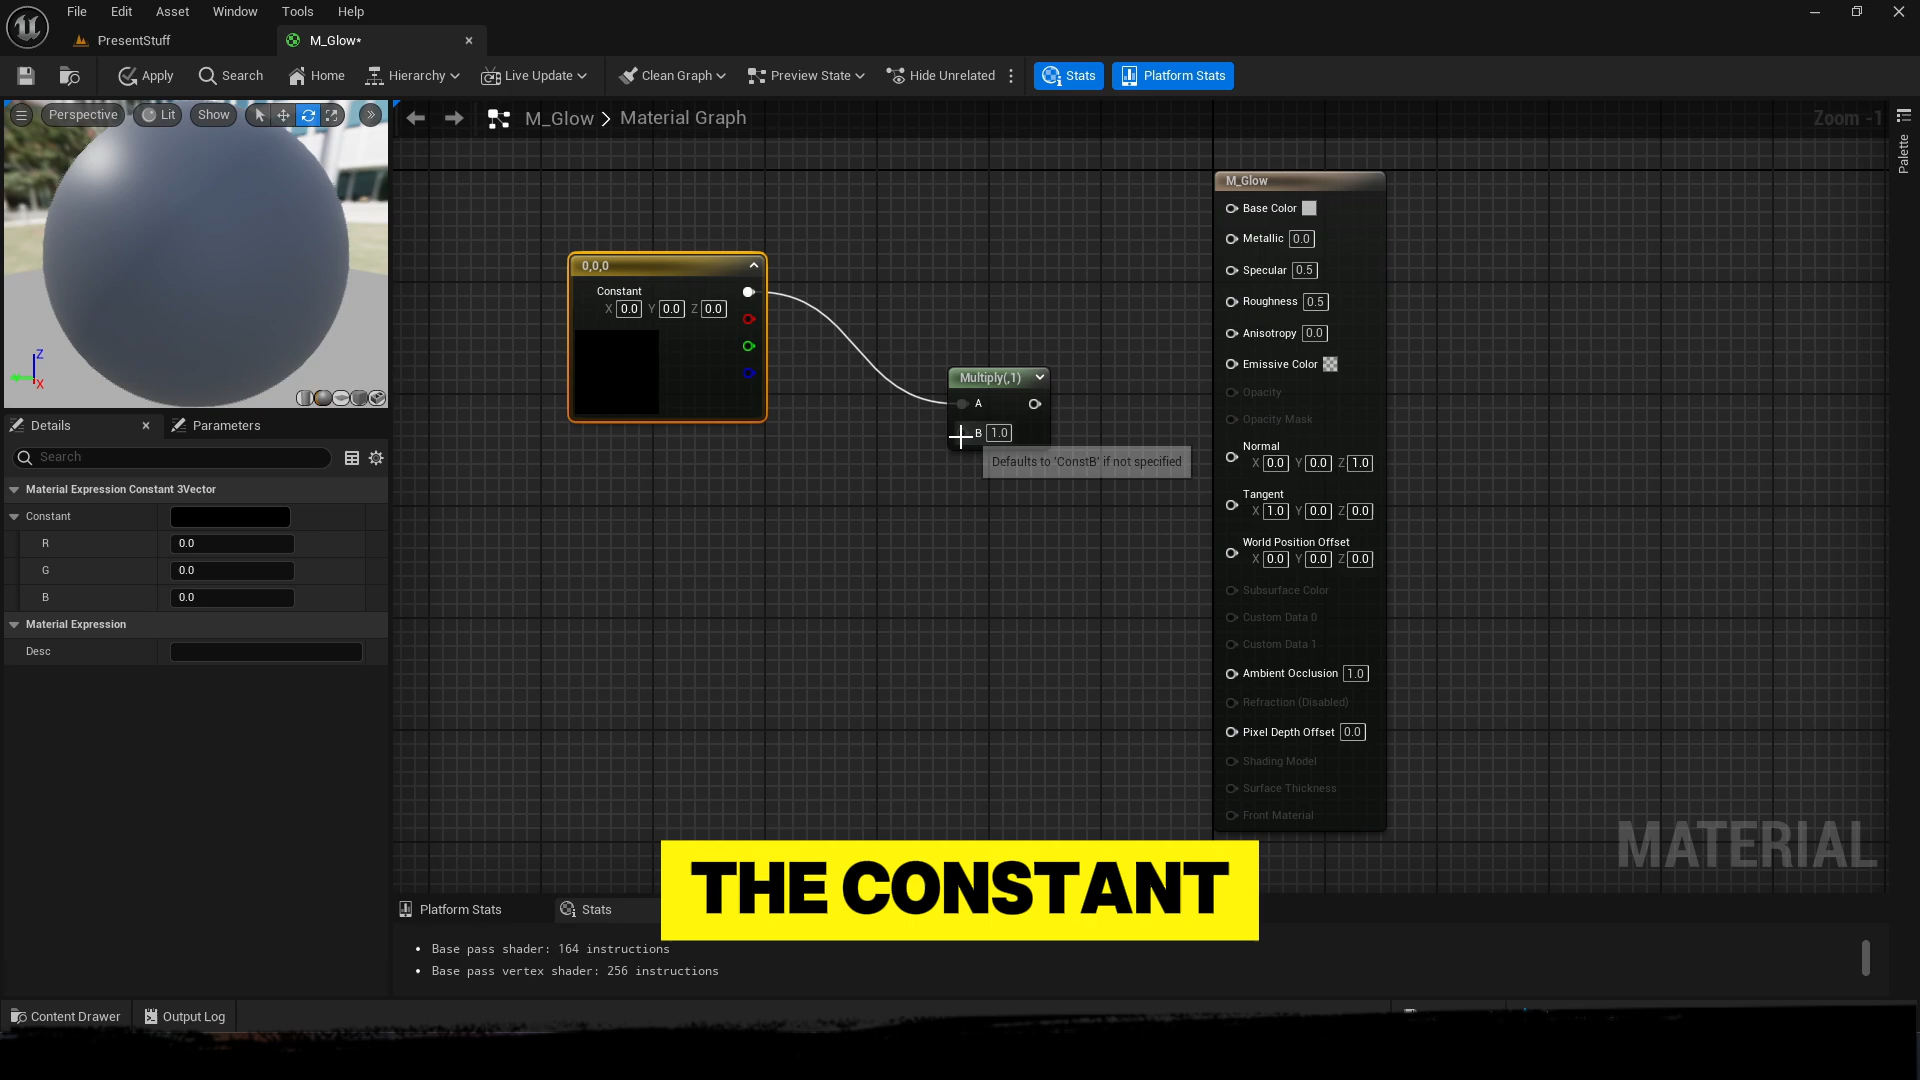 File Edit Asset Window Tools Help
PresentStuff
M_Glow*
Apply Search Home Hierarchy Live Update Clean Graph Preview State Hide Unrelated Stats Platform Stats
Perspective Lit Show
M_Glow > Material Graph
Zoom -1
Palette
Z
X
0,0,0
Constant
X 0.0 Y 0.0 Z 0.0
Multiply(,1)
A
B 1.0
Defaults to 'ConstB' if not specified
M_Glow
Base Color
Metallic 0.0
Specular 0.5
Roughness 0.5
Anisotropy 0.0
Emissive Color
Opacity
Opacity Mask
Normal
X 0.0 Y 0.0 Z 1.0
Tangent
X 1.0 Y 0.0 Z 0.0
World Position Offset
X 0.0 Y 0.0 Z 0.0
Subsurface Color
Custom Data 0
Custom Data 1
Ambient Occlusion 1.0
Refraction (Disabled)
Pixel Depth Offset 0.0
Shading Model
Surface Thickness
Front Material
Details
Parameters
Search
Material Expression Constant 3Vector
Constant
R 0.0
G 0.0
B 0.0
Material Expression
Desc
MATERIAL
THE CONSTANT
Platform Stats
Stats
Base pass shader: 164 instructions
Base pass vertex shader: 256 instructions
Content Drawer
Output Log